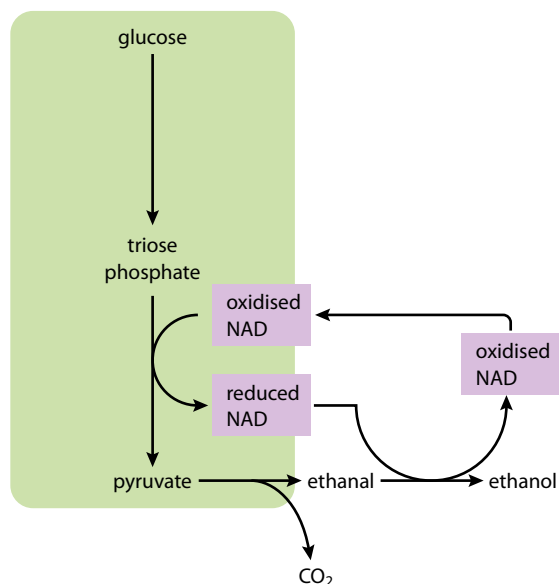 glucose
triose
phosphate
oxidised
NAD
oxidised
NAD
reduced
NAD
pyruvate
ethanal
ethanol
CO₂